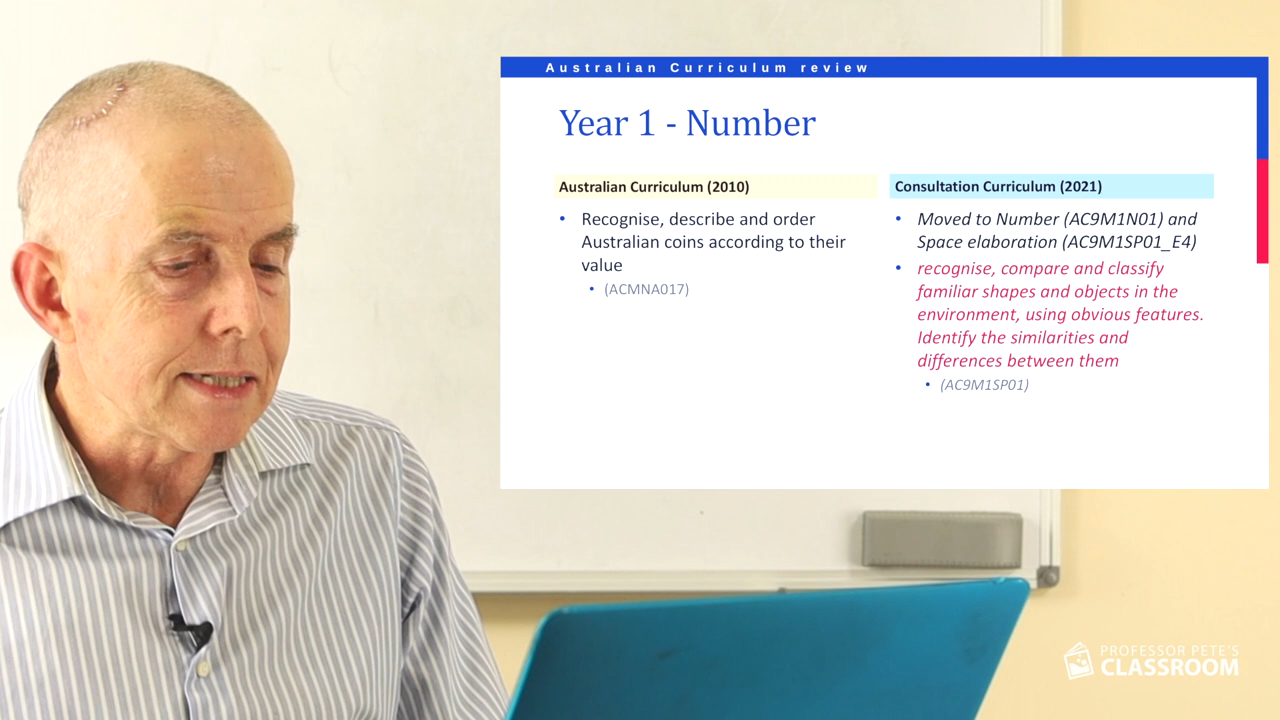 Australian Curriculum review
Year 1 - Number
Australian Curriculum (2010)
• Recognise, describe and order
Australian coins according to their
value
• (ACMNA017)
Consultation Curriculum (2021)
• Moved to Number (AC9M1N01) and
Space elaboration (AC9M1SP01_E4)
• recognise, compare and classify
familiar shapes and objects in the
environment, using obvious features.
Identify the similarities and
differences between them
• (AC9M1SP01)
PROFESSOR PETE'S
CLASSROOM